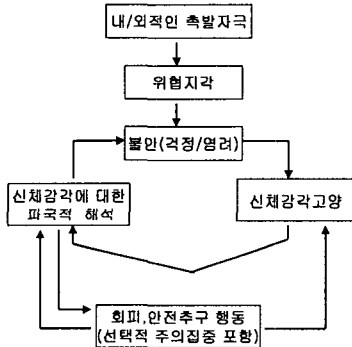 내/외적인 촉발자극
위협지각
불안(걱정/염려)
신체감각에 대한
파국적 해석
신체감각고양
회피,안전추구 행동
(선택적 주의집중 포함)